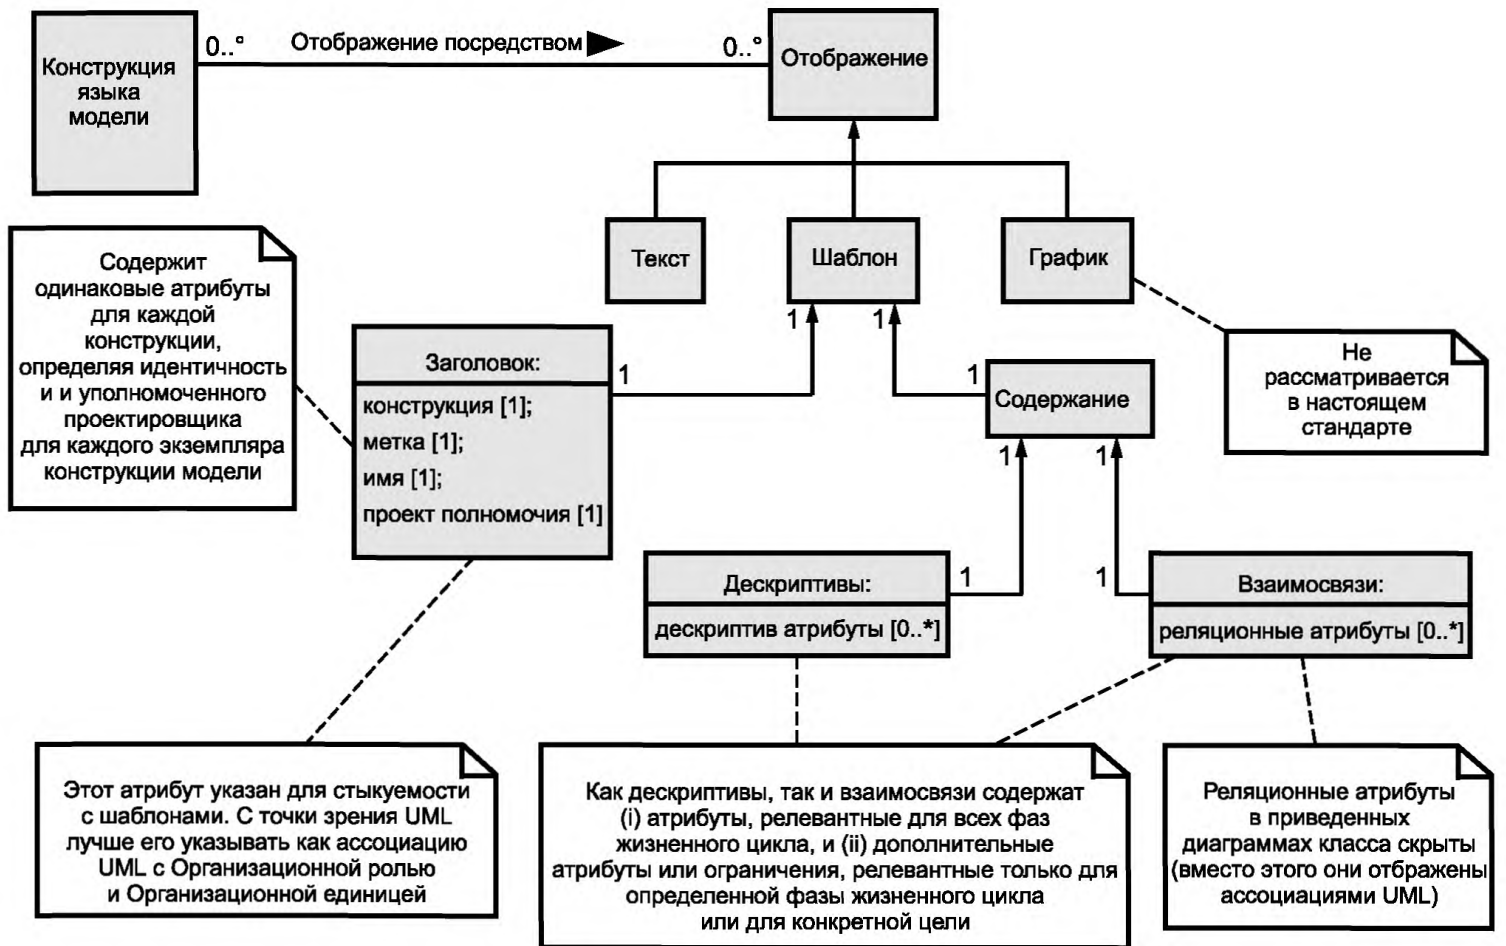 Конструкция
языка
модели
0..°
Отображение посредством
0..°
Отображение
Текст
Шаблон
График
Содержит
одинаковые атрибуты
для каждой
конструкции,
определяя идентичность
и и уполномоченного
проектировщика
для каждого экземпляра
конструкции модели
Заголовок:
конструкция [1];
метка [1];
имя [1];
проект полномочия [1]
1
1
1
1
Содержание
Не
рассматривается
в настоящем
стандарте
1
1
Дескриптивы:
дескриптив атрибуты [0..*]
1
1
Взаимосвязи:
реляционные атрибуты [0..*]
Этот атрибут указан для стыкуемости
с шаблонами. С точки зрения UML
лучше его указывать как ассоциацию
UML с Организационной ролью
и Организационной единицей
Как дескриптивы, так и взаимосвязи содержат
(i) атрибуты, релевантные для всех фаз
жизненного цикла, и (ii) дополнительные
атрибуты или ограничения, релевантные только для
определенной фазы жизненного цикла
или для конкретной цели
Реляционные атрибуты
в приведенных
диаграммах класса скрыты
(вместо этого они отбражены
ассоциациями UML)